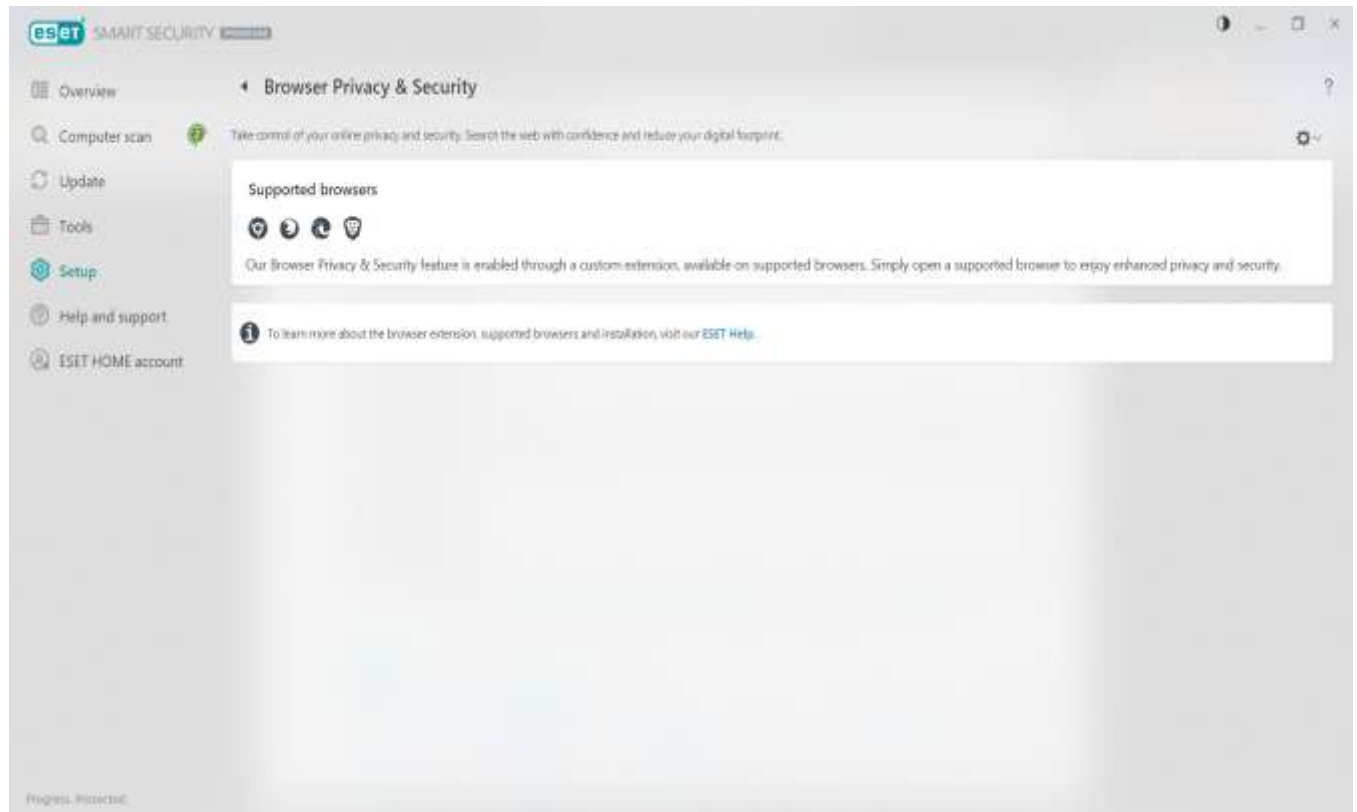 eset SMART SECURITY PREMIUM
Overview
Computer scan
Update
Tools
Setup
Help and support
ESET HOME account
Browser Privacy & Security
?
Take control of your online privacy and security. Search the web with confidence and reduce your digital footprint.
Supported browsers
Our Browser Privacy & Security feature is enabled through a custom extension, available on supported browsers. Simply open a supported browser to enjoy enhanced privacy and security.
To learn more about the browser extension, supported browsers and installation, visit our ESET Help.
Progress. Protected.